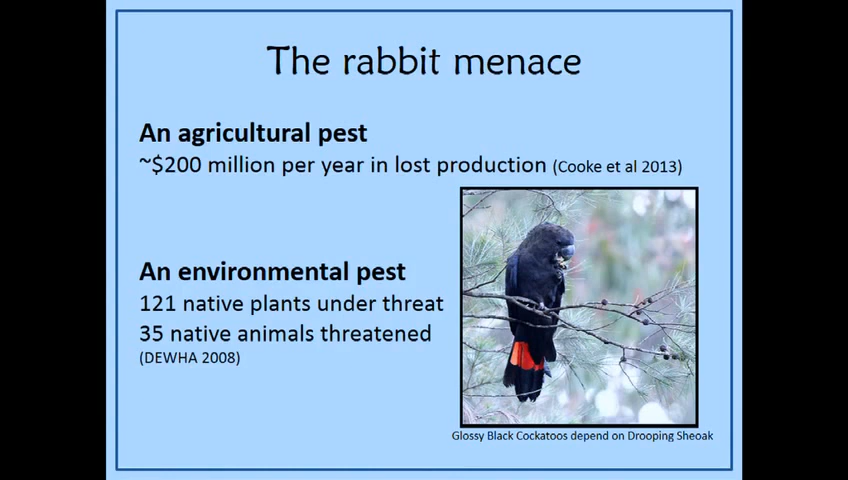 The rabbit menace
An agricultural pest
~$200 million per year in lost production (Cooke et al 2013)
An environmental pest
121 native plants under threat
35 native animals threatened
(DEWHA 2008)
Glossy Black Cockatoos depend on Drooping Sheoak